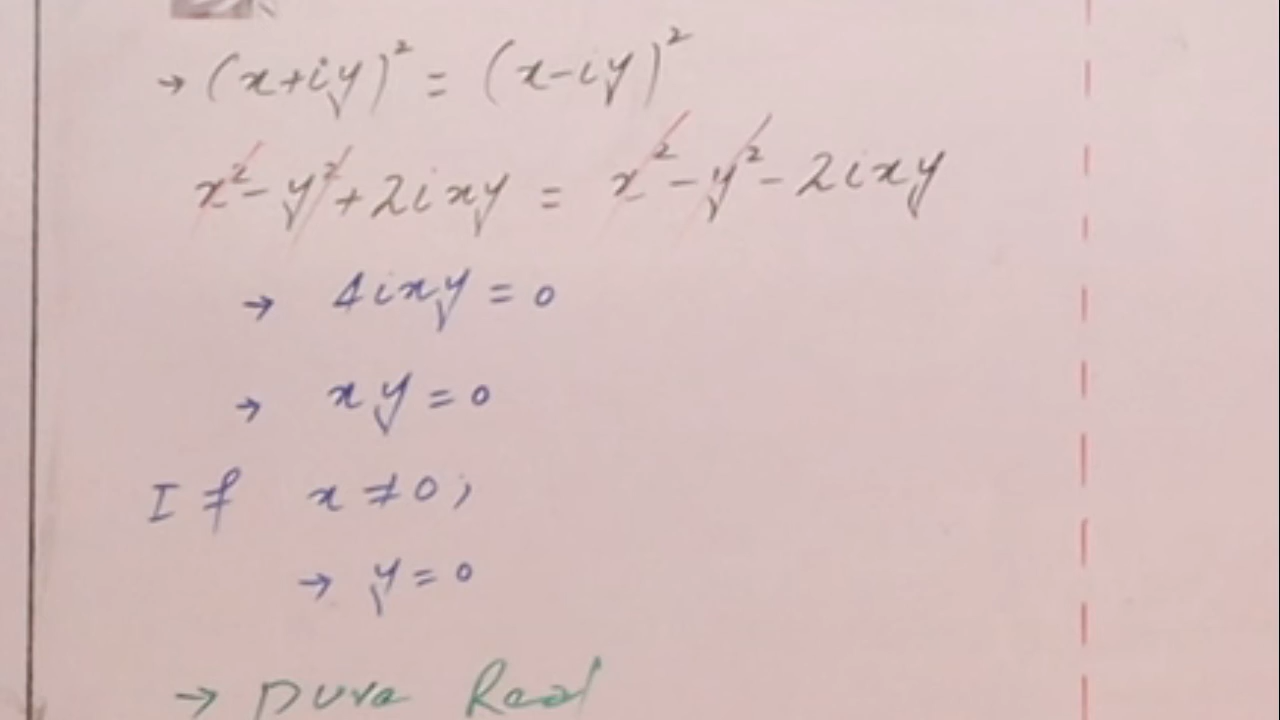 → (x+iy)² = (x-iy)²
x² - y² + 2ixy = x² - y² - 2ixy
→ 4ixy = 0
→ xy = 0
If x ≠ 0,
→ y = 0
→ pure Real